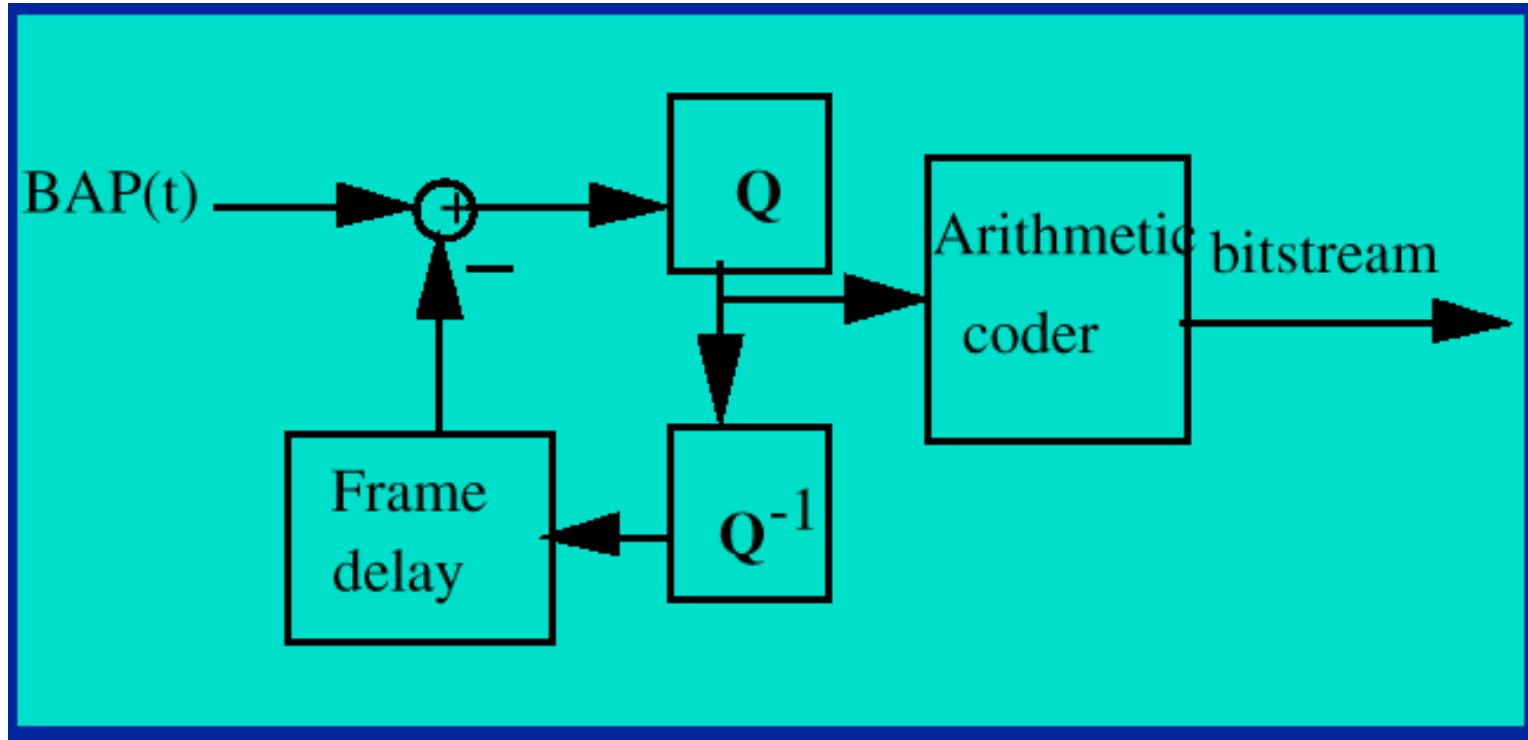 BAP(t)
+
−
Q
Arithmetic
coder
bitstream
Frame
delay
Q-1